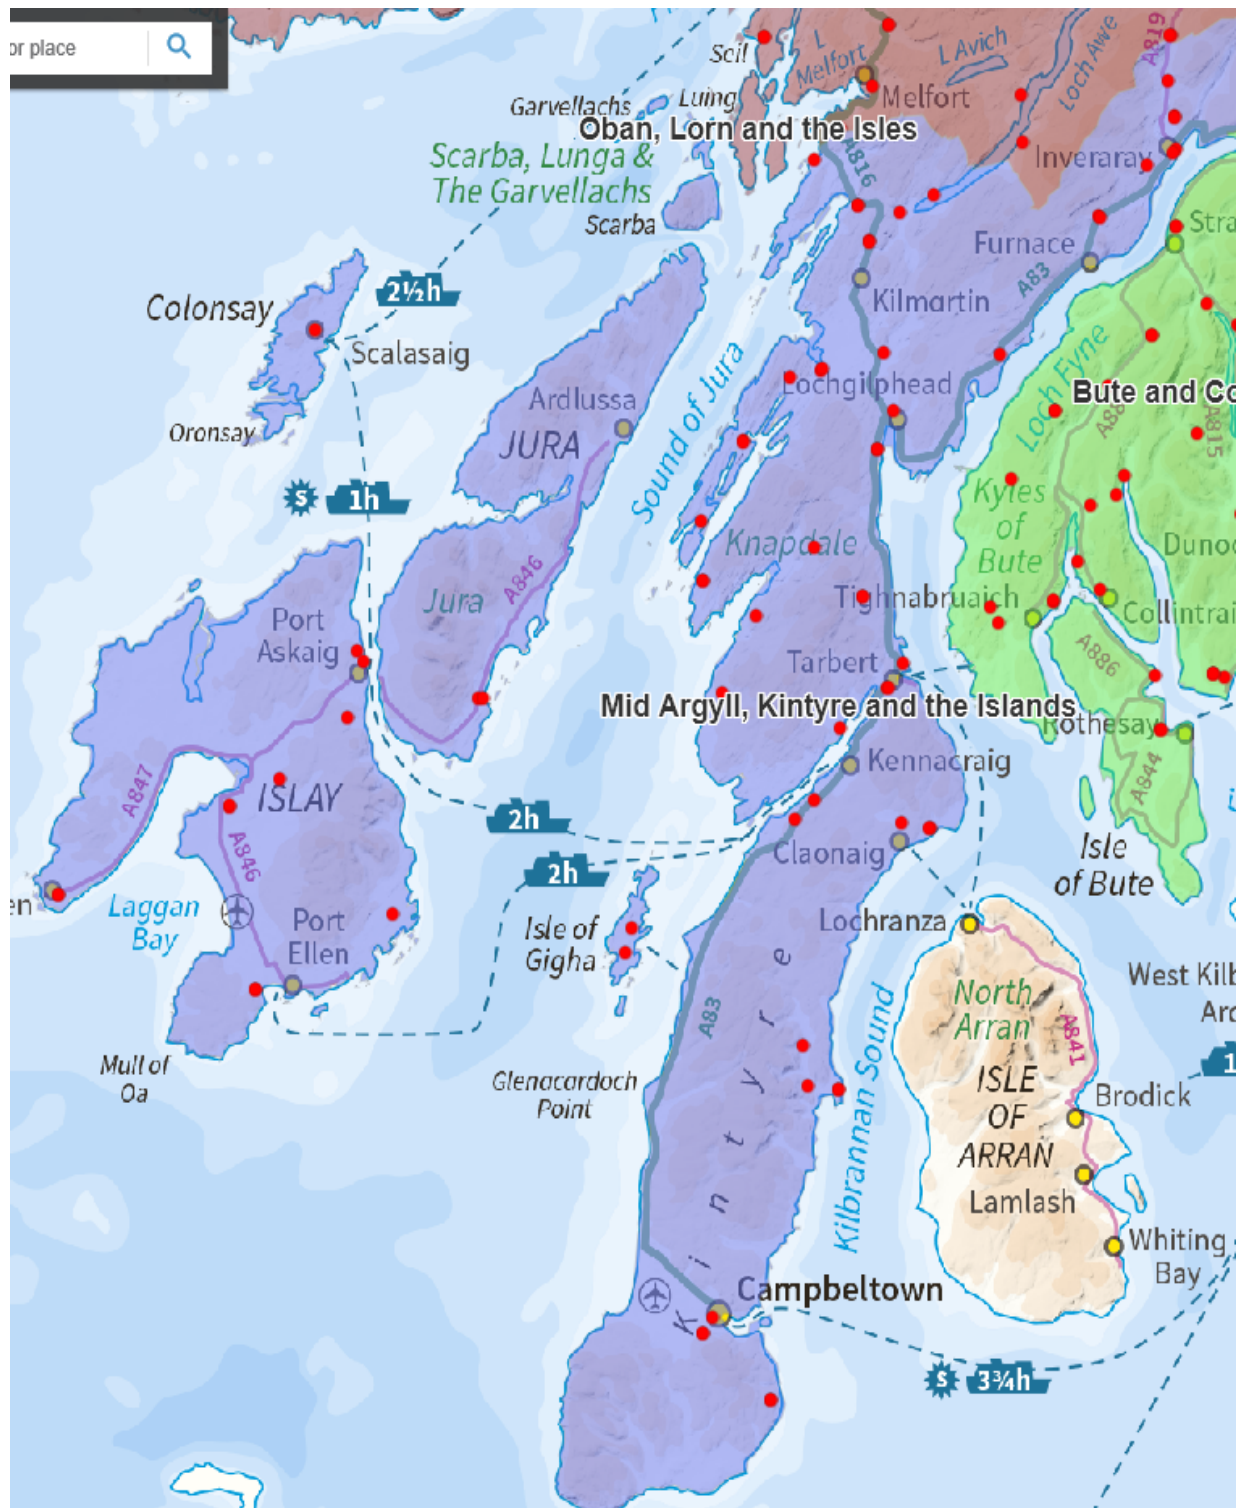 or place
Seil
L
Melfort
L Avich
Loch Awe
A819
Garvellachs
Luing
Melfort
Oban, Lorn and the Isles
Scarba, Lunga &
The Garvellachs
A816
Inveraray
Scarba
Stra
Furnace
2½h
Colonsay
A83
Kilmartin
Scalasaig
Loch Fyne
Ardlussa
Lochgilphead
Bute and Co
JURA
Sound of Jura
A88
A815
Oronsay
S 1h
Kyles
of
Bute
Knapdale
Dunoo
A846
Jura
Tighnabruaich
Collintrai
Port
Askaig
A886
Tarbert
Mid Argyll, Kintyre and the Islands
Rothesay
Kennacraig
A847
ISLAY
A844
2h
A846
Claonaig
Isle
of Bute
2h
en
Laggan
Bay
Port
Ellen
Isle of
Gigha
Lochranza
West Kilb
Ard
North
Arran
A83
Kilbrannan Sound
A841
Mull of
Oa
Glenacardoch
Point
1
ISLE
OF
ARRAN
Brodick
Kintyre
Lamlash
Whiting
Bay
Campbeltown
S 3¾h